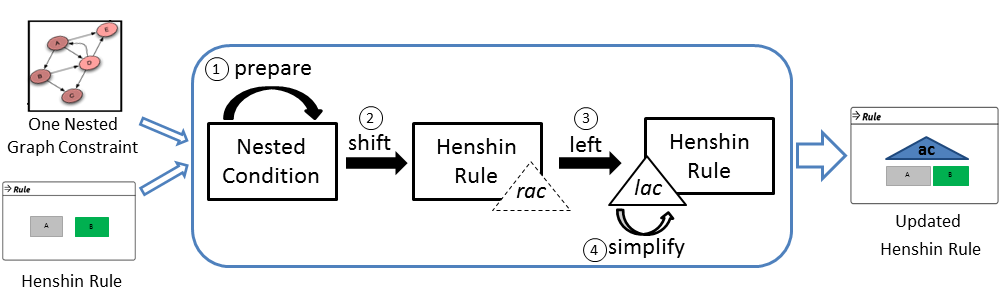 E
A
D
B
C
One Nested
Graph Constraint
→ Rule
A
B
Henshin Rule
1 prepare
Nested
Condition
2
shift
Henshin
Rule
rac
3
left
Henshin
Rule
lac
4 simplify
→ Rule
ac
A
B
Updated
Henshin Rule